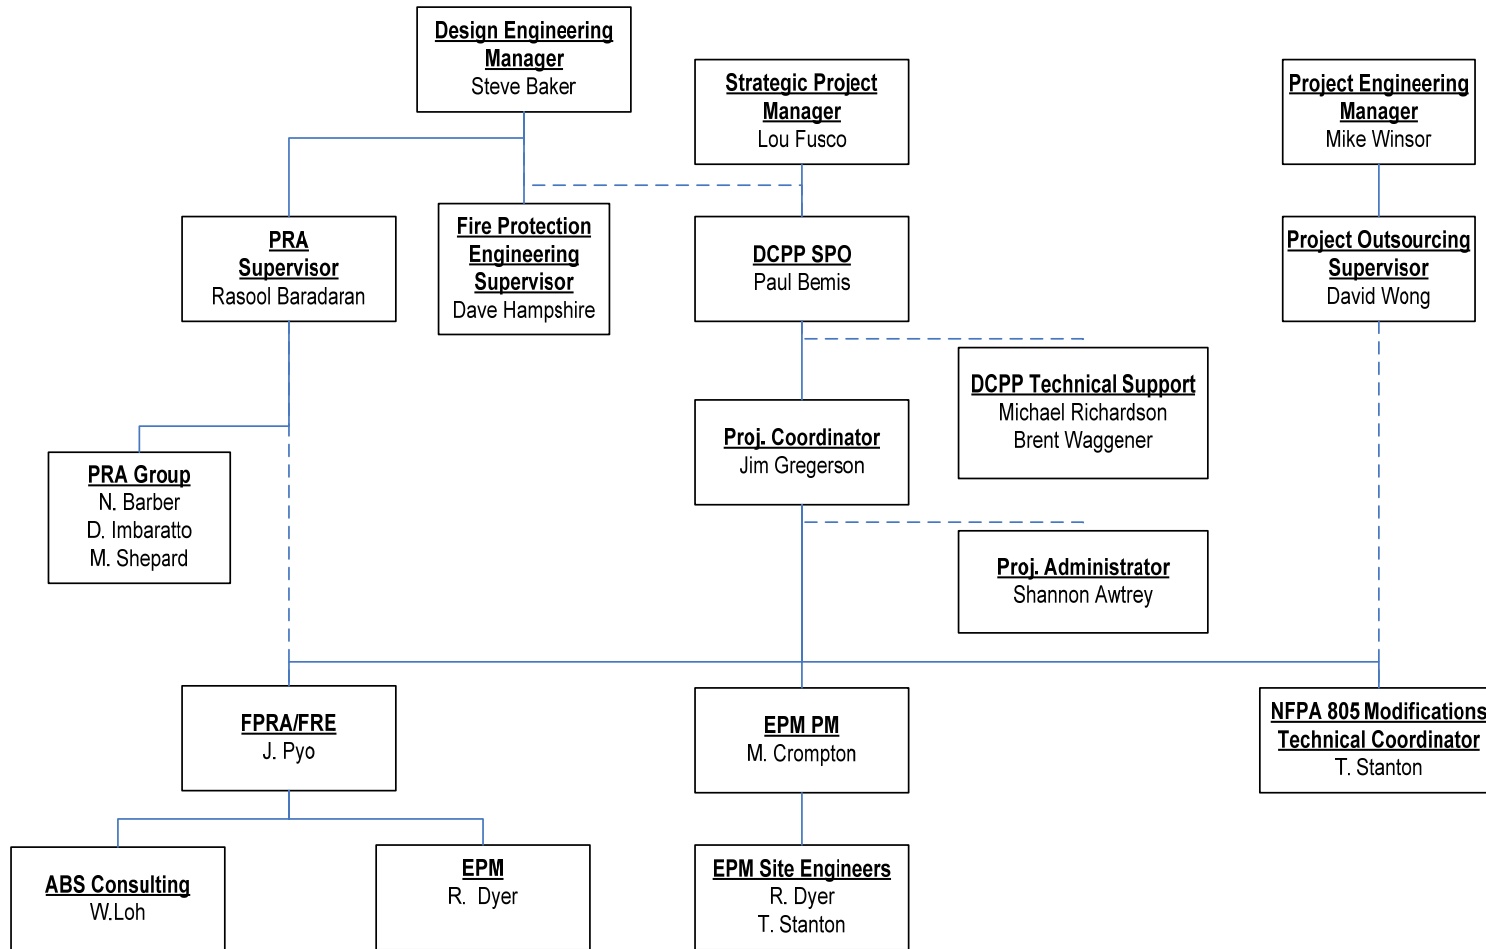 Design Engineering
Manager
Steve Baker
Strategic Project
Manager
Lou Fusco
Project Engineering
Manager
Mike Winsor
PRA
Supervisor
Rasool Baradaran
Fire Protection
Engineering
Supervisor
Dave Hampshire
DCPP SPO
Paul Bemis
Project Outsourcing
Supervisor
David Wong
DCPP Technical Support
Michael Richardson
Brent Waggener
Proj. Coordinator
Jim Gregerson
PRA Group
N. Barber
D. Imbaratto
M. Shepard
Proj. Administrator
Shannon Awtrey
FPRA/FRE
J. Pyo
EPM PM
M. Crompton
NFPA 805 Modifications
Technical Coordinator
T. Stanton
ABS Consulting
W.Loh
EPM
R. Dyer
EPM Site Engineers
R. Dyer
T. Stanton